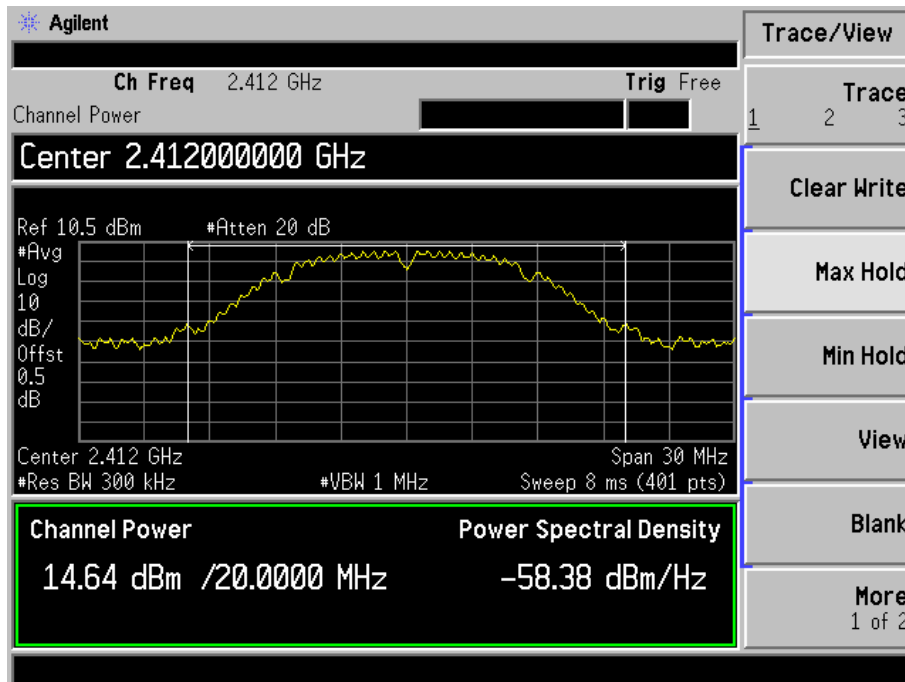 Agilent
Ch Freq 2.412 GHz Trig Free
Channel Power
Center 2.412000000 GHz
Ref 10.5 dBm #Atten 20 dB
#Avg
Log
10
dB/
Offst
0.5
dB
Center 2.412 GHz Span 30 MHz
#Res BW 300 kHz #VBW 1 MHz Sweep 8 ms (401 pts)
Channel Power Power Spectral Density
14.64 dBm /20.0000 MHz -58.38 dBm/Hz
Trace/View
Trace
1 2 3
Clear Write
Max Hold
Min Hold
View
Blank
More
1 of 2